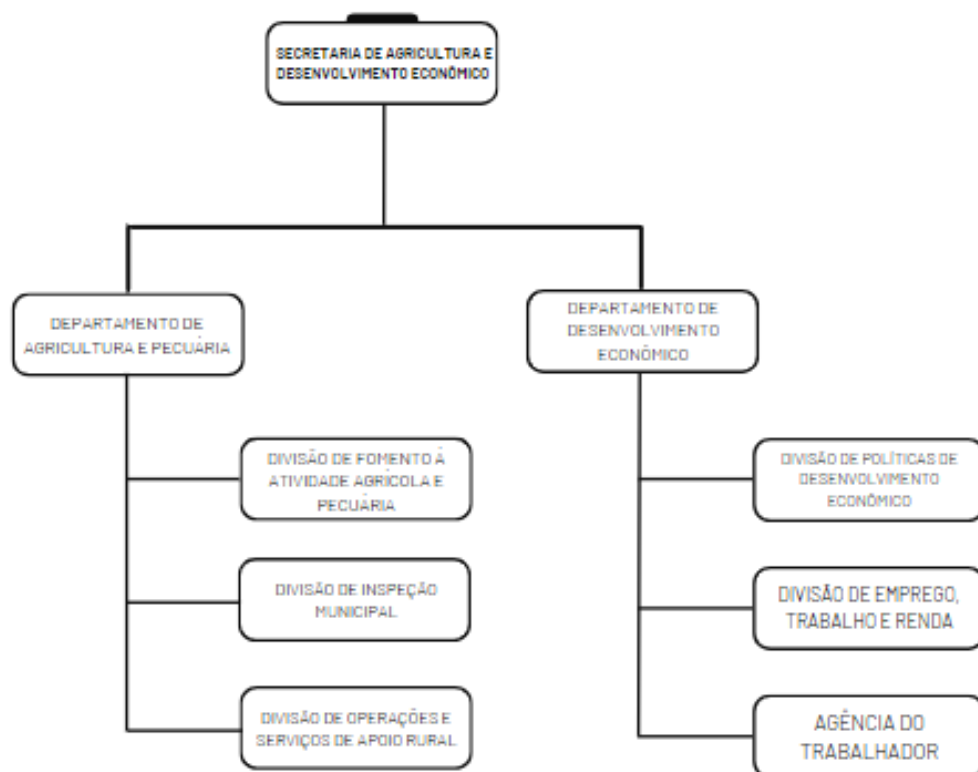 SECRETARIA DE AGRICULTURA E
DESENVOLVIMENTO ECONÔMICO
DEPARTAMENTO DE
AGRICULTURA E PECUÁRIA
DEPARTAMENTO DE
DESENVOLVIMENTO
ECONÔMICO
DIVISÃO DE FOMENTO À
ATIVIDADE AGRÍCOLA E
PECUÁRIA
DIVISÃO DE INSPEÇÃO
MUNICIPAL
DIVISÃO DE OPERAÇÕES E
SERVIÇOS DE APOIO RURAL
DIVISÃO DE POLÍTICAS DE
DESENVOLVIMENTO
ECONÔMICO
DIVISÃO DE EMPREGO,
TRABALHO E RENDA
AGÊNCIA DO
TRABALHADOR